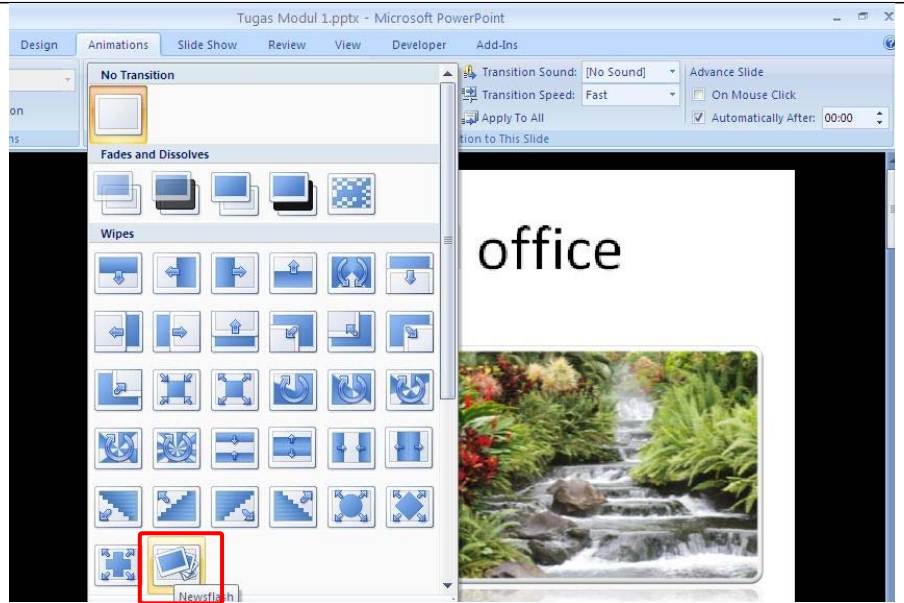 Tugas Modul 1.pptx - Microsoft PowerPoint
Design Animations Slide Show Review View Developer Add-Ins
No Transition
Transition Sound: [No Sound] Advance Slide
Transition Speed: Fast On Mouse Click
on Apply To All Automatically After: 00:00
ns tion to This Slide
Fades and Dissolves
Wipes
office
Newsflash